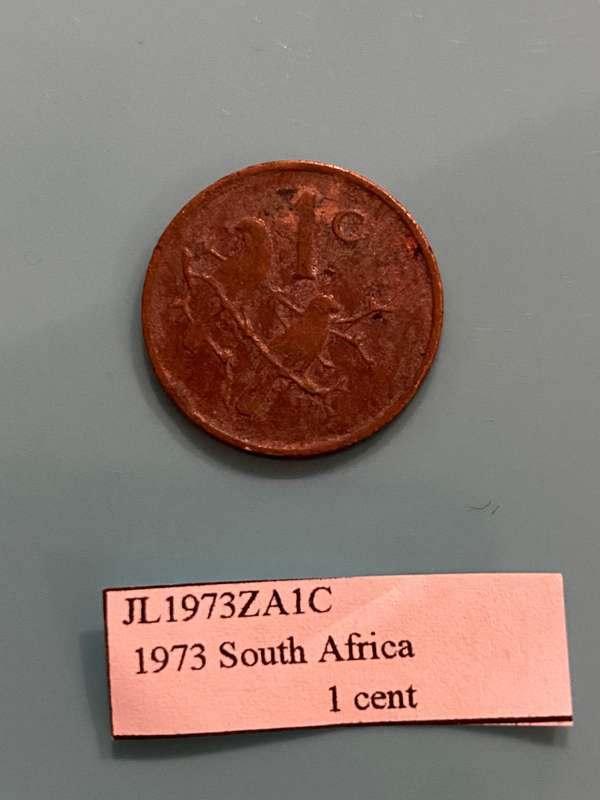 1c
JL1973ZA1C
1973 South Africa
1 cent